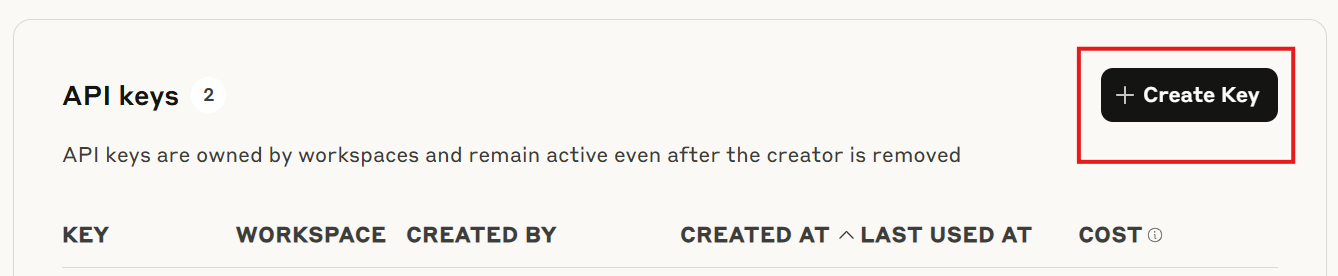 API keys 2
+ Create Key
API keys are owned by workspaces and remain active even after the creator is removed
KEY WORKSPACE CREATED BY CREATED AT LAST USED AT COST